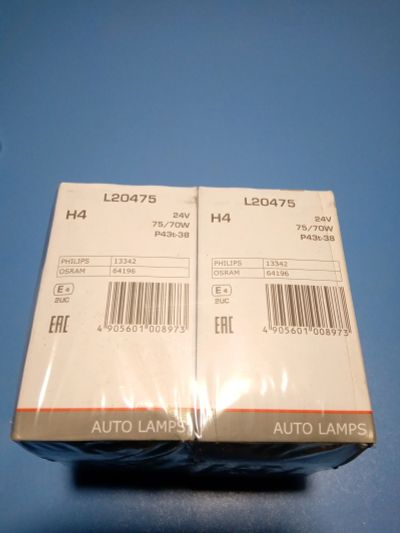 L20475
H4
24V
75/70W
P43t-38
PHILIPS 13342
OSRAM 64196
E4
2UC
EAC
4 905601 008973
AUTO LAMPS
L20475
H4
24V
75/70W
P43t-38
PHILIPS 13342
OSRAM 64196
E4
2UC
EAC
4 905601 008973
AUTO LAMPS